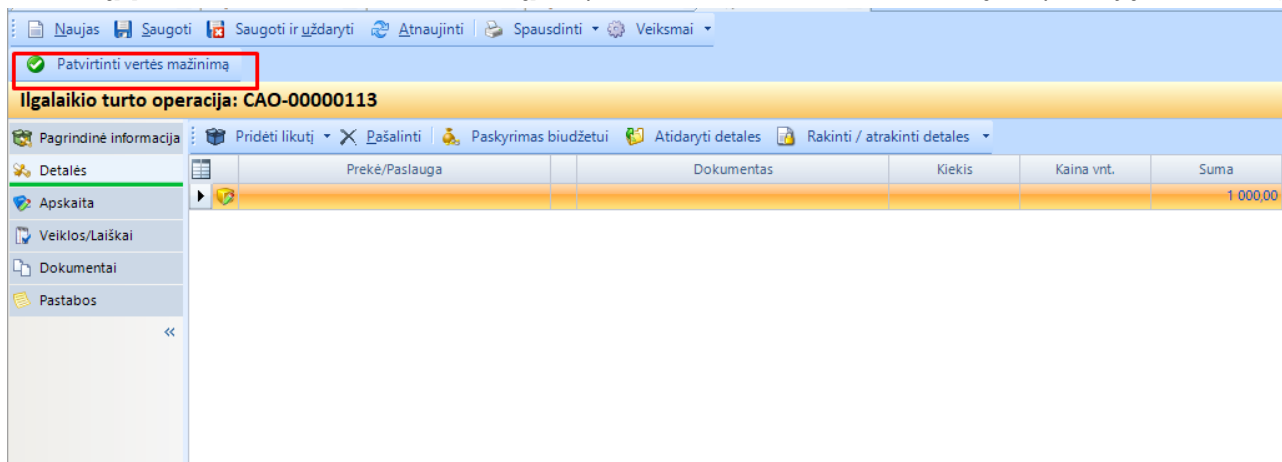 Naujas Saugoti Saugoti ir uždaryti Atnaujinti Spausdinti Veiksmai
Patvirtinti vertės mažinimą
Ilgalaikio turto operacija: CAO-00000113
Pagrindinė informacija Pridėti likutį Pašalinti Paskyrimas biudžetui Atidaryti detales Rakinti / atrakinti detales
Detalės Prekė/Paslauga Dokumentas Kiekis Kaina vnt. Suma
Apskaita 1 000,00
Veiklos/Laiškai
Dokumentai
Pastabos
«